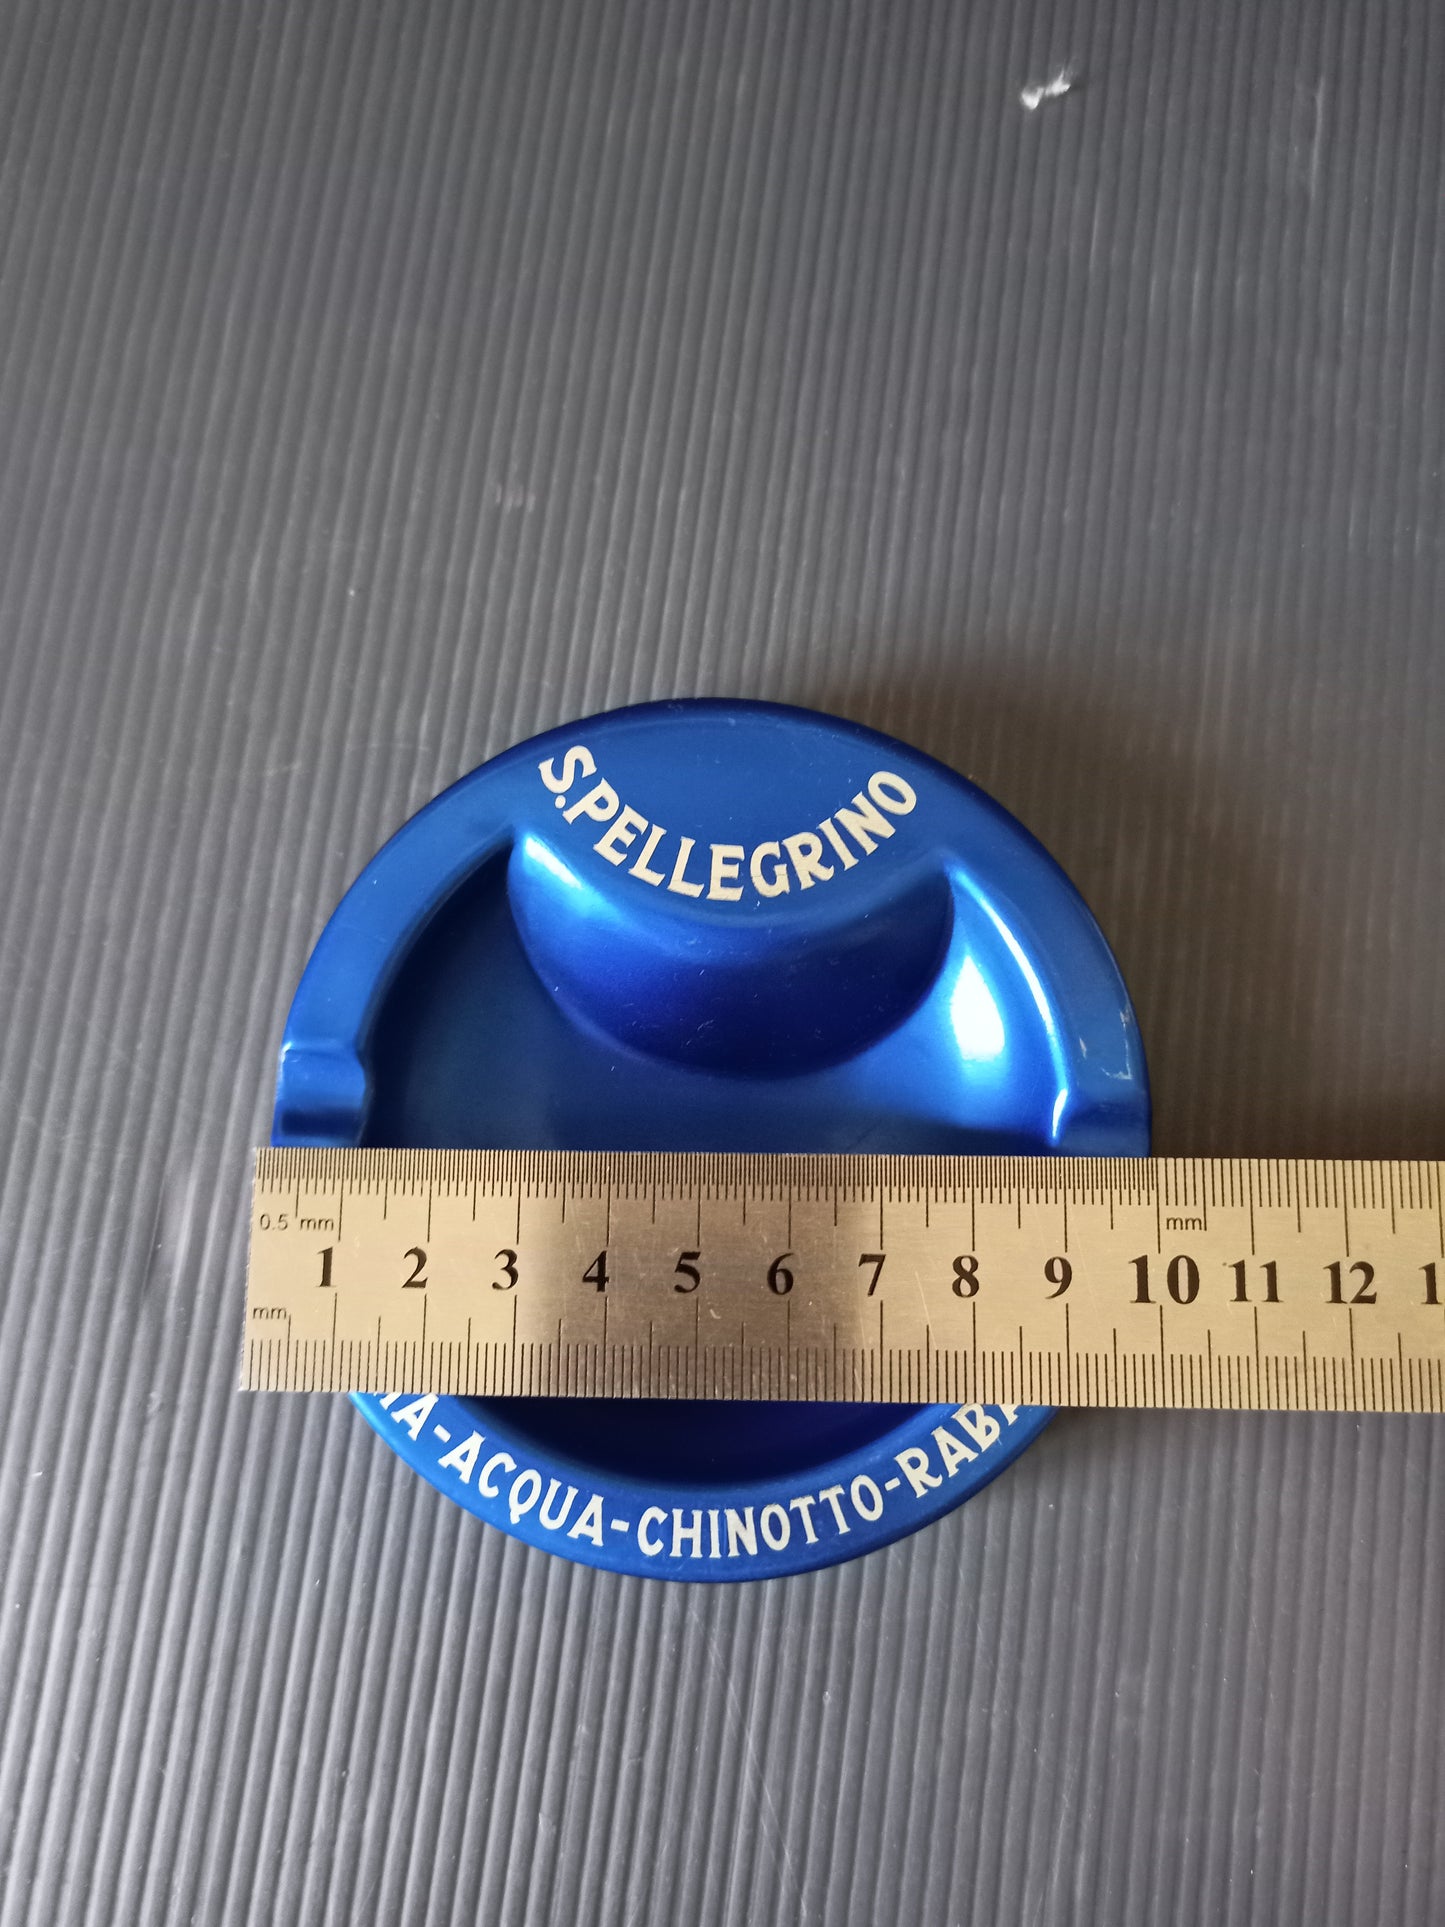 S.PELLEGRINO
0.5 mm
mm
1 2 3 4 5 6 7 8 9 10 11 12 1
mm
-ACQUA-CHINOTTO-